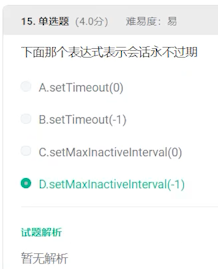 15. 单选题 (4.0分) 难易度：易
下面那个表达式表示会话永不过期
A.setTimeout(0)
B.setTimeout(-1)
C.setMaxInactiveInterval(0)
D.setMaxInactiveInterval(-1)
试题解析
暂无解析